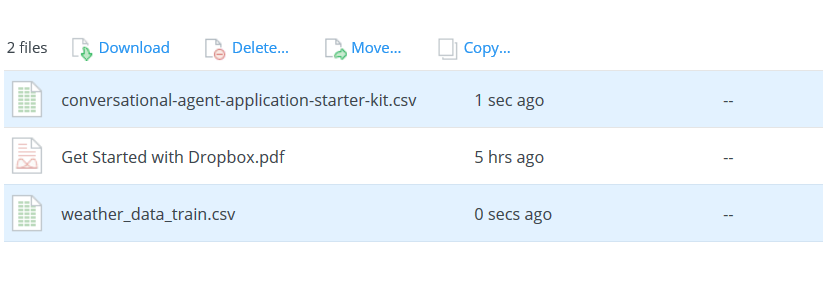 2 files Download Delete... Move... Copy...
conversational-agent-application-starter-kit.csv 1 sec ago --
Get Started with Dropbox.pdf 5 hrs ago --
weather_data_train.csv 0 secs ago --